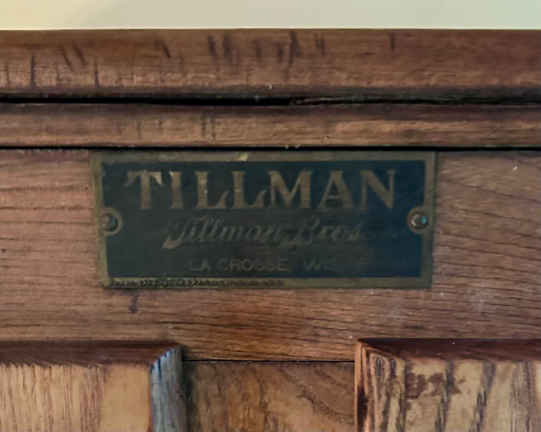 TILLMAN
Tillman Bros
LA CROSSE, WIS